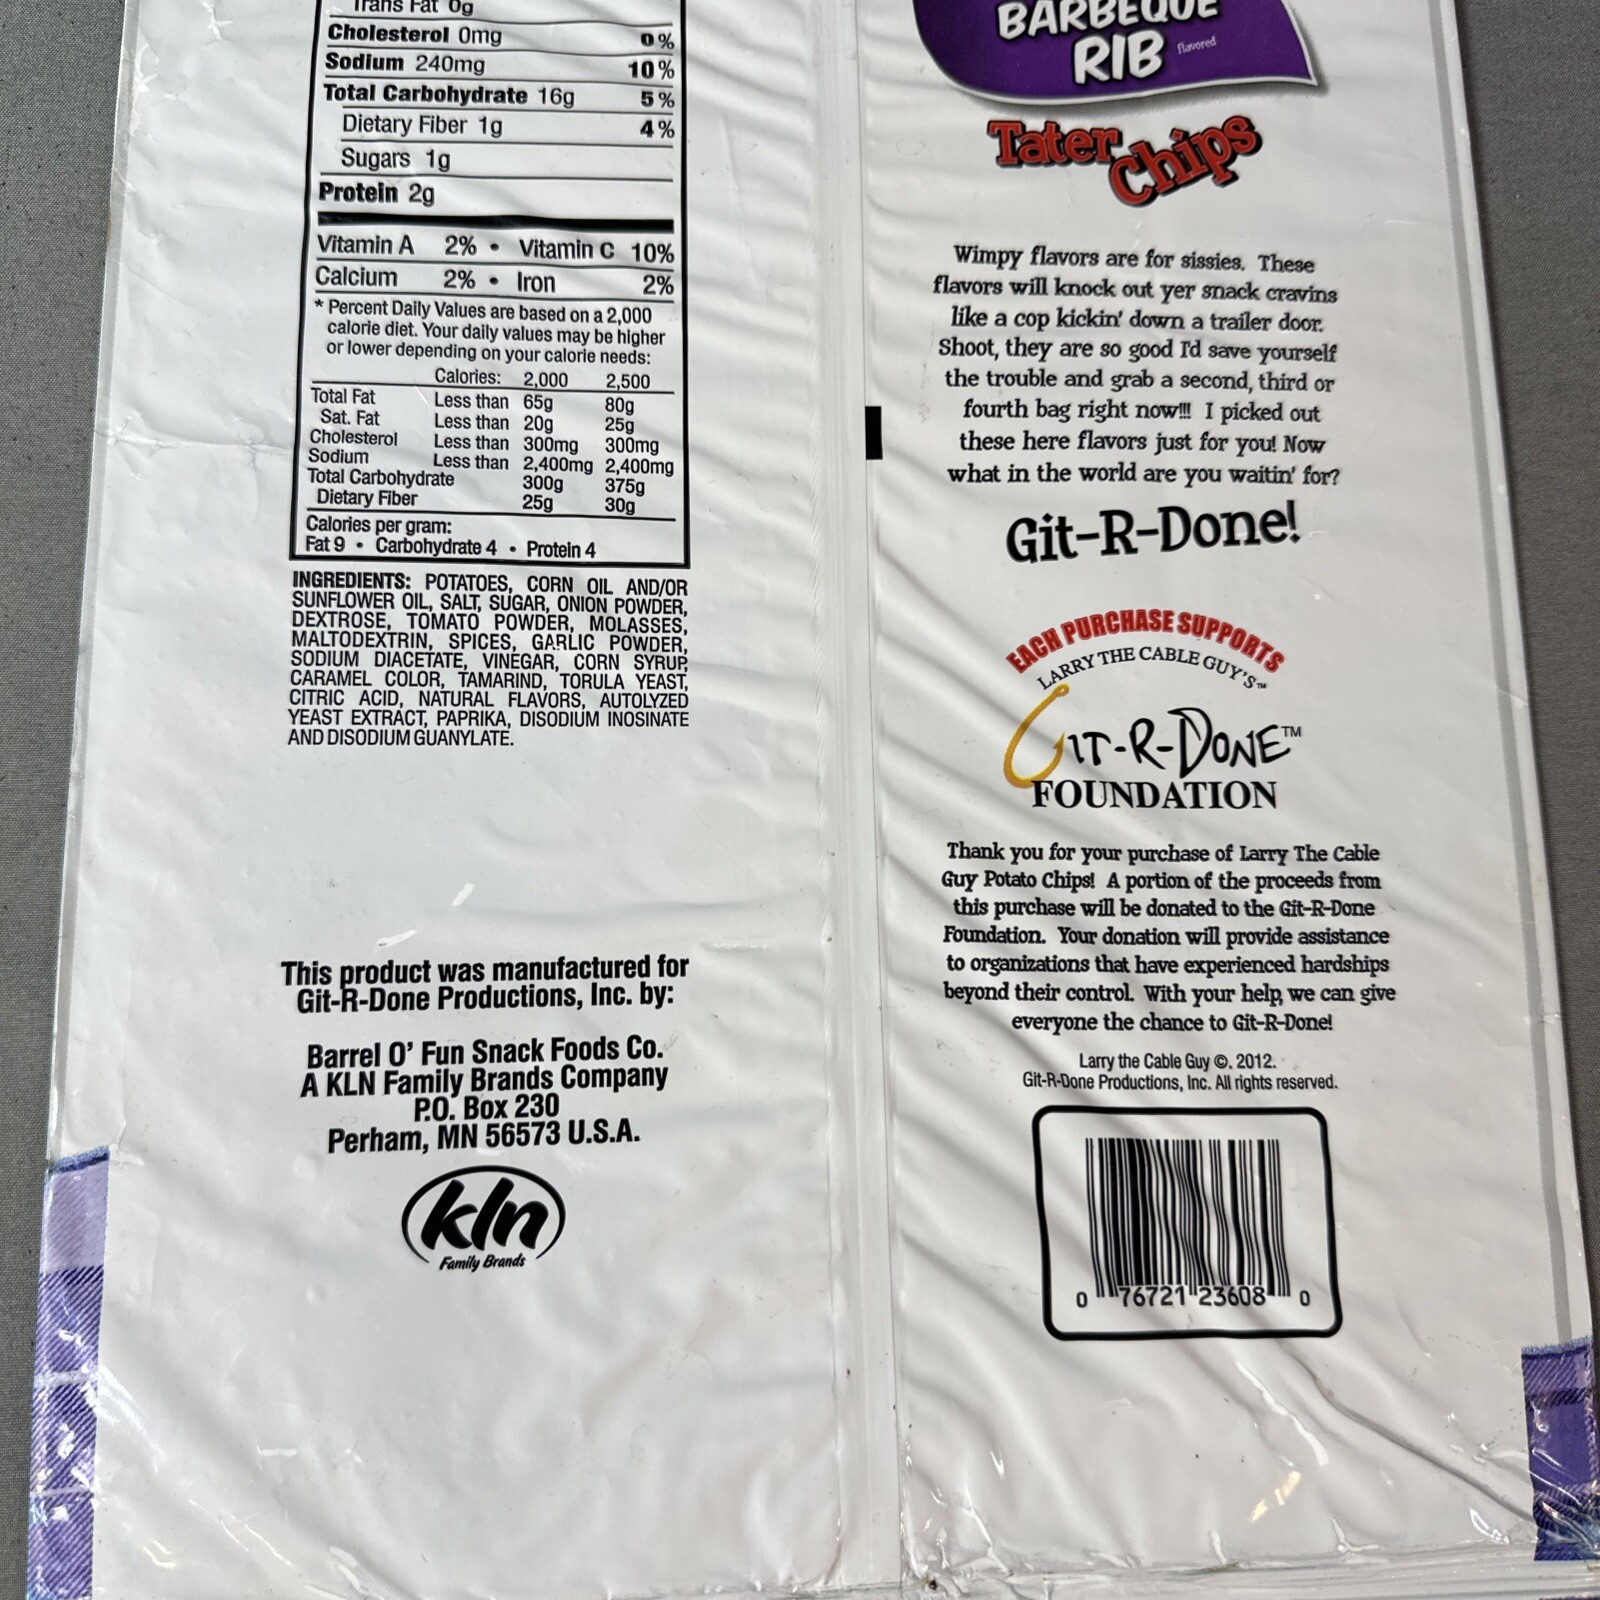 Trans Fat 0g
Cholesterol 0mg 0%
Sodium 240mg 10%
Total Carbohydrate 16g 5%
Dietary Fiber 1g 4%
Sugars 1g
Protein 2g
Vitamin A 2% • Vitamin C 10%
Calcium 2% • Iron 2%
* Percent Daily Values are based on a 2,000
calorie diet. Your daily values may be higher
or lower depending on your calorie needs:
Calories: 2,000 2,500
Total Fat Less than 65g 80g
Sat. Fat Less than 20g 25g
Cholesterol Less than 300mg 300mg
Sodium Less than 2,400mg 2,400mg
Total Carbohydrate 300g 375g
Dietary Fiber 25g 30g
Calories per gram:
Fat 9 • Carbohydrate 4 • Protein 4
INGREDIENTS: POTATOES, CORN OIL AND/OR
SUNFLOWER OIL, SALT, SUGAR, ONION POWDER,
DEXTROSE, TOMATO POWDER, MOLASSES,
MALTODEXTRIN, SPICES, GARLIC POWDER,
SODIUM DIACETATE, VINEGAR, CORN SYRUP,
CARAMEL COLOR, TAMARIND, TORULA YEAST,
CITRIC ACID, NATURAL FLAVORS, AUTOLYZED
YEAST EXTRACT, PAPRIKA, DISODIUM INOSINATE
AND DISODIUM GUANYLATE.
This product was manufactured for
Git-R-Done Productions, Inc. by:
Barrel O' Fun Snack Foods Co.
A KLN Family Brands Company
P.O. Box 230
Perham, MN 56573 U.S.A.
kln
Family Brands
BARBEQUE
RIB flavored
Tater Chips
Wimpy flavors are for sissies. These
flavors will knock out yer snack cravins
like a cop kickin' down a trailer door.
Shoot, they are so good I'd save yourself
the trouble and grab a second, third or
fourth bag right now!!! I picked out
these here flavors just for you! Now
what in the world are you waitin' for?
Git-R-Done!
EACH PURCHASE SUPPORTS
LARRY THE CABLE GUY'S™
GIT-R-DONE™
FOUNDATION
Thank you for your purchase of Larry The Cable
Guy Potato Chips! A portion of the proceeds from
this purchase will be donated to the Git-R-Done
Foundation. Your donation will provide assistance
to organizations that have experienced hardships
beyond their control. With your help, we can give
everyone the chance to Git-R-Done!
Larry the Cable Guy ©. 2012.
Git-R-Done Productions, Inc. All rights reserved.
0 76721 23608 0